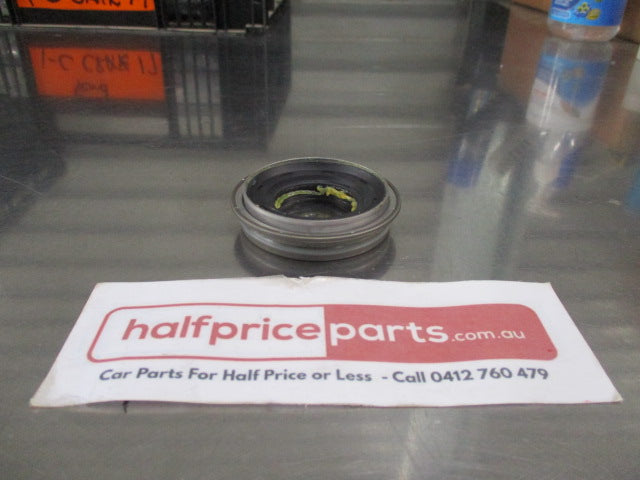 halfpriceparts.com.au
Car Parts For Half Price or Less - Call 0412 760 479